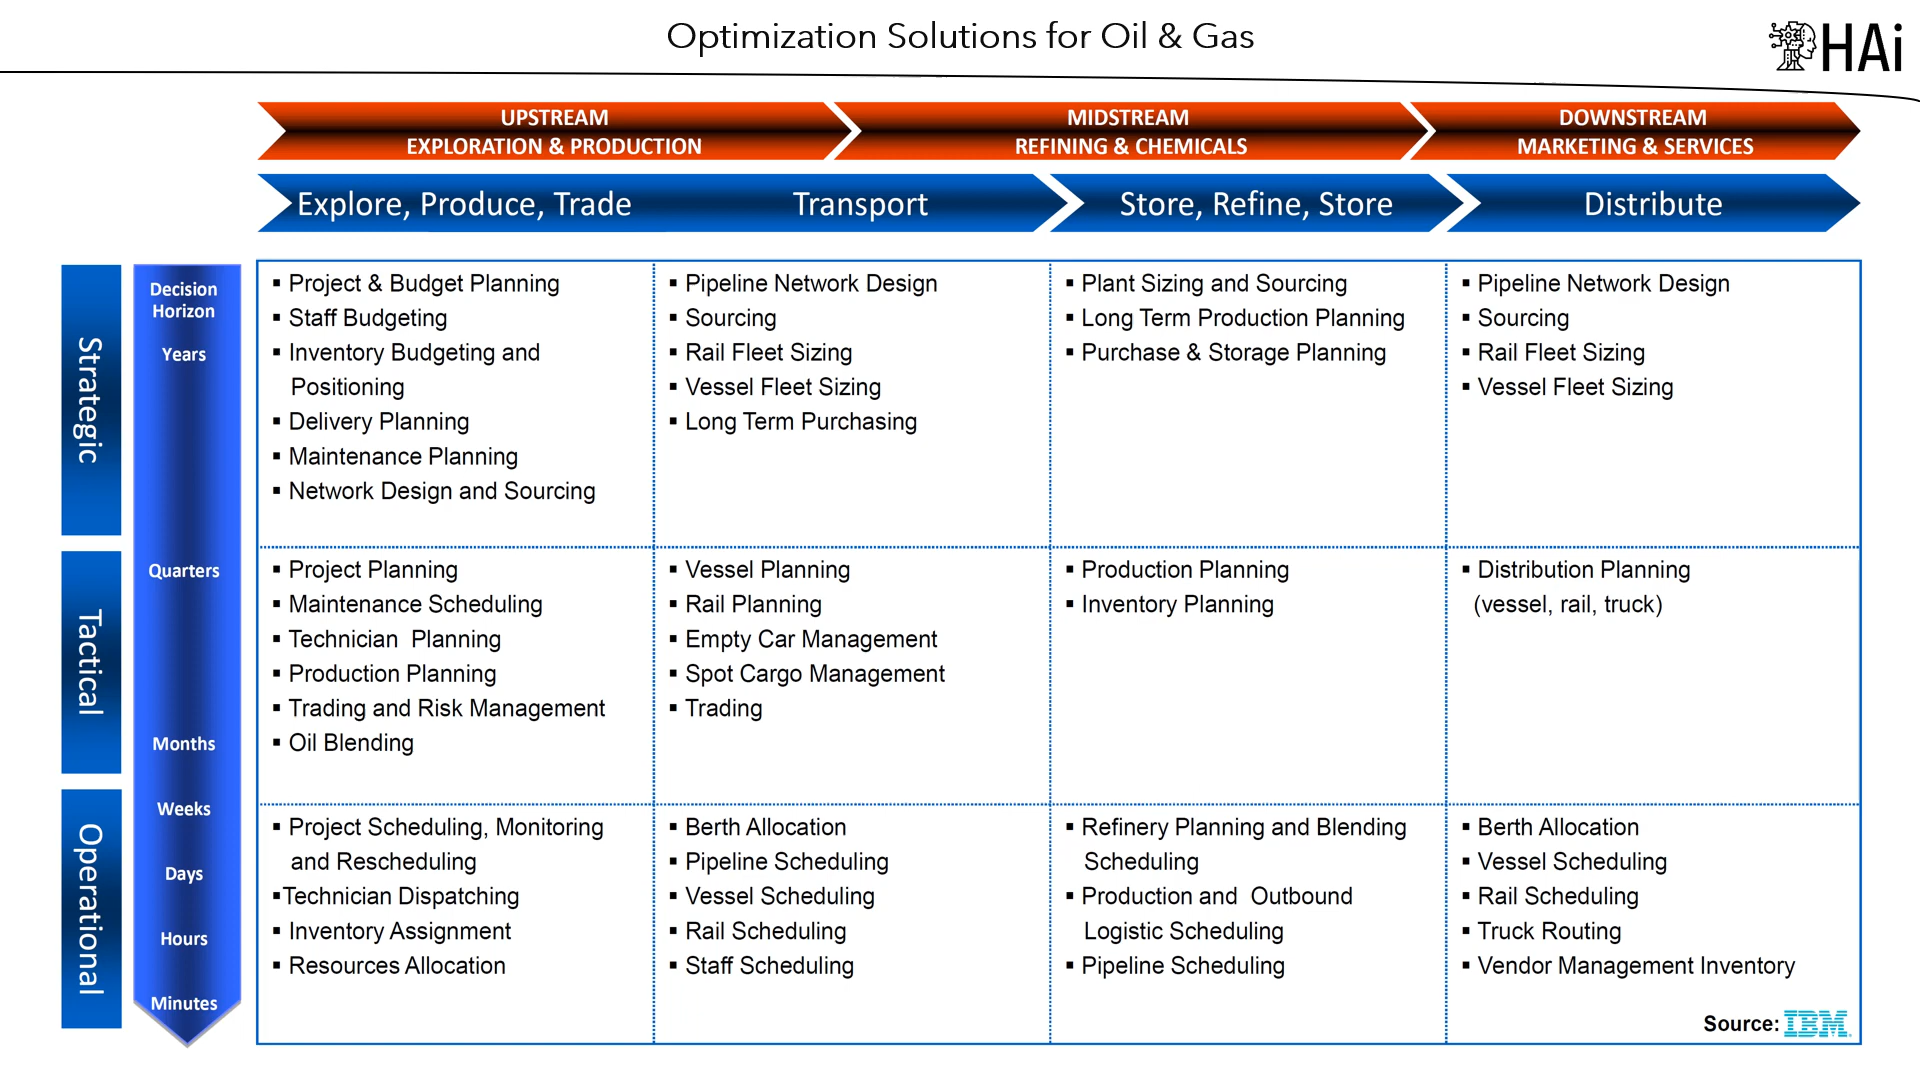 Optimization Solutions for Oil & Gas
HAi
UPSTREAM
EXPLORATION & PRODUCTION
MIDSTREAM
REFINING & CHEMICALS
DOWNSTREAM
MARKETING & SERVICES
Explore, Produce, Trade
Transport
Store, Refine, Store
Distribute
Strategic
Decision
Horizon
Years
▪ Project & Budget Planning
▪ Staff Budgeting
▪ Inventory Budgeting and
Positioning
▪ Delivery Planning
▪ Maintenance Planning
▪ Network Design and Sourcing
▪ Pipeline Network Design
▪ Sourcing
▪ Rail Fleet Sizing
▪ Vessel Fleet Sizing
▪ Long Term Purchasing
▪ Plant Sizing and Sourcing
▪ Long Term Production Planning
▪ Purchase & Storage Planning
▪ Pipeline Network Design
▪ Sourcing
▪ Rail Fleet Sizing
▪ Vessel Fleet Sizing
Tactical
Quarters
Months
▪ Project Planning
▪ Maintenance Scheduling
▪ Technician  Planning
▪ Production Planning
▪ Trading and Risk Management
▪ Oil Blending
▪ Vessel Planning
▪ Rail Planning
▪ Empty Car Management
▪ Spot Cargo Management
▪ Trading
▪ Production Planning
▪ Inventory Planning
▪ Distribution Planning
(vessel, rail, truck)
Operational
Weeks
Days
Hours
Minutes
▪ Project Scheduling, Monitoring
and Rescheduling
▪Technician Dispatching
▪ Inventory Assignment
▪ Resources Allocation
▪ Berth Allocation
▪ Pipeline Scheduling
▪ Vessel Scheduling
▪ Rail Scheduling
▪ Staff Scheduling
▪ Refinery Planning and Blending
Scheduling
▪ Production and  Outbound
Logistic Scheduling
▪ Pipeline Scheduling
▪ Berth Allocation
▪ Vessel Scheduling
▪ Rail Scheduling
▪ Truck Routing
▪ Vendor Management Inventory
Source: IBM